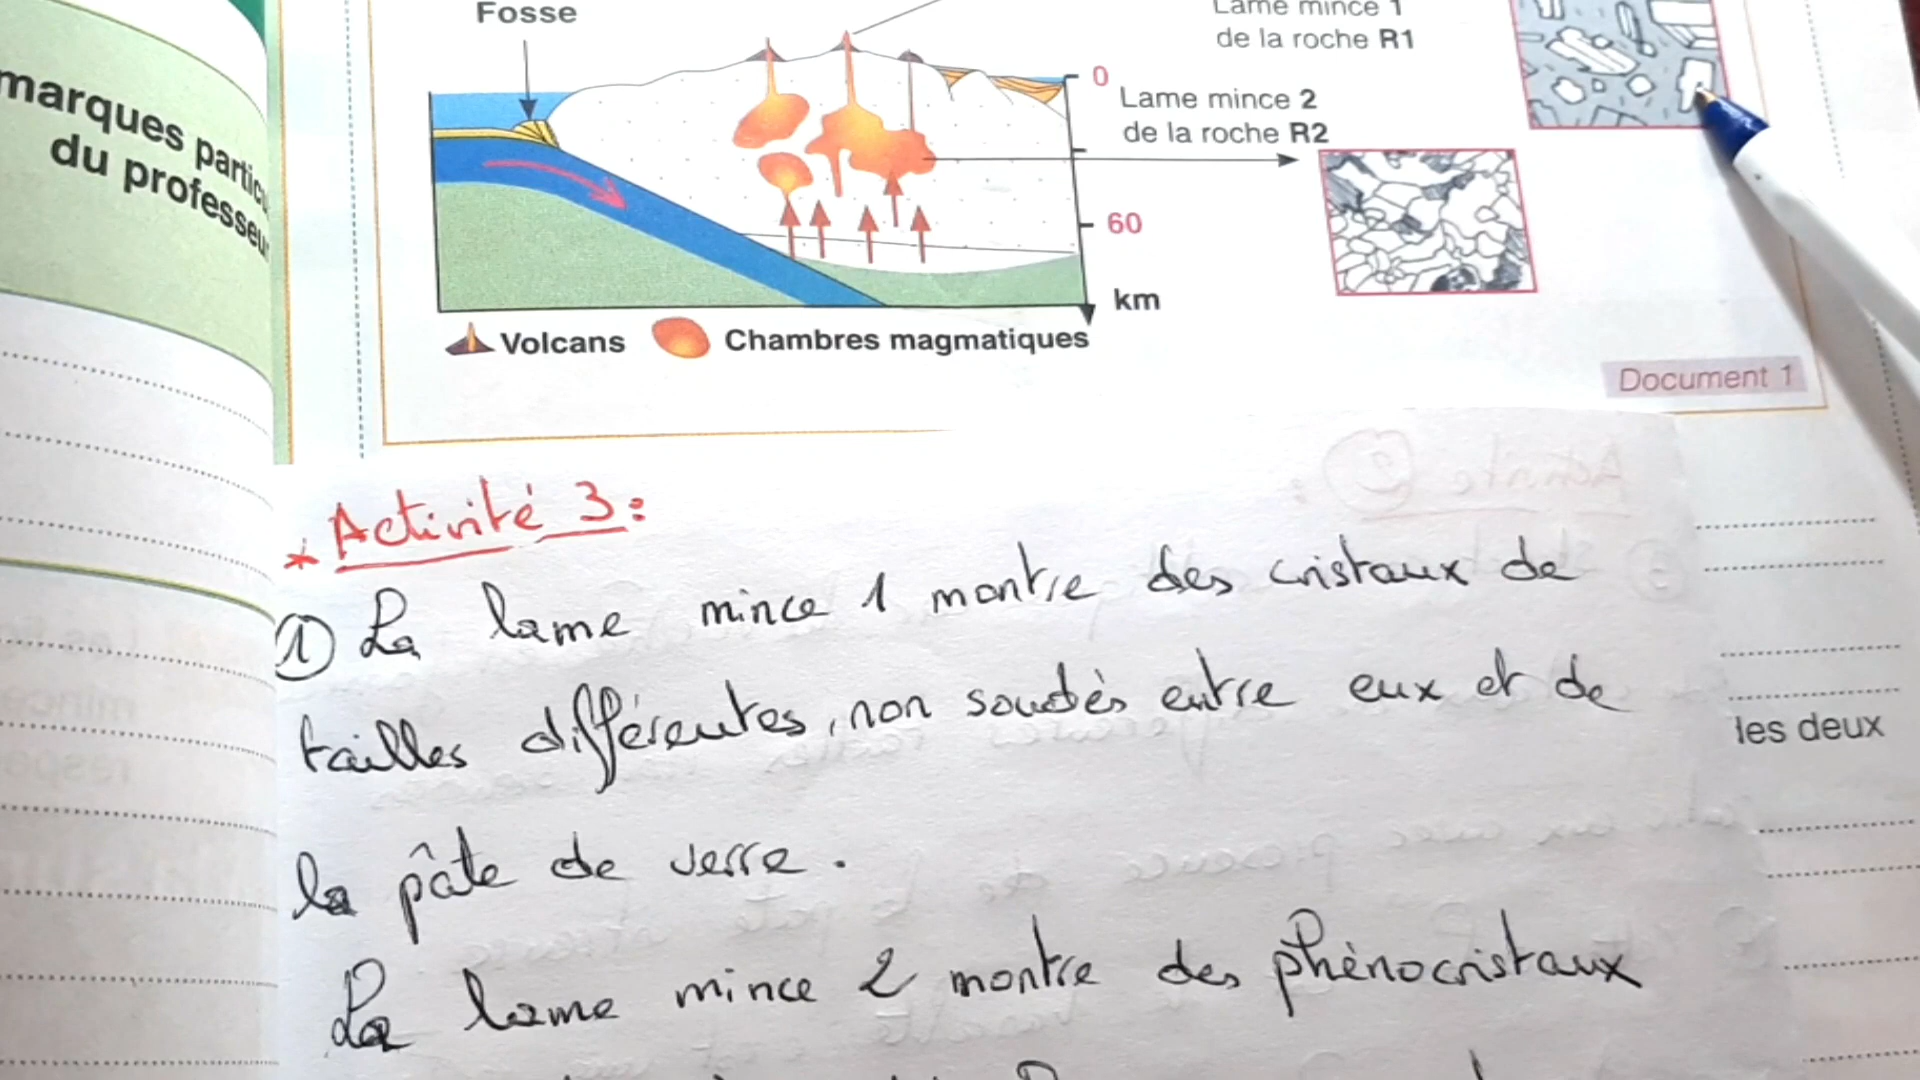 Fosse
Lame mince 1
de la roche R1
marques particu
du professeur
0
Lame mince 2
de la roche R2
60
km
Volcans
Chambres magmatiques
Document 1
* Activité 3:
① La lame mince 1 montre des cristaux de
tailles différentes, non soudés entre eux et de
les deux
la pâte de verre.
La lame mince 2 montre des phénocristaux